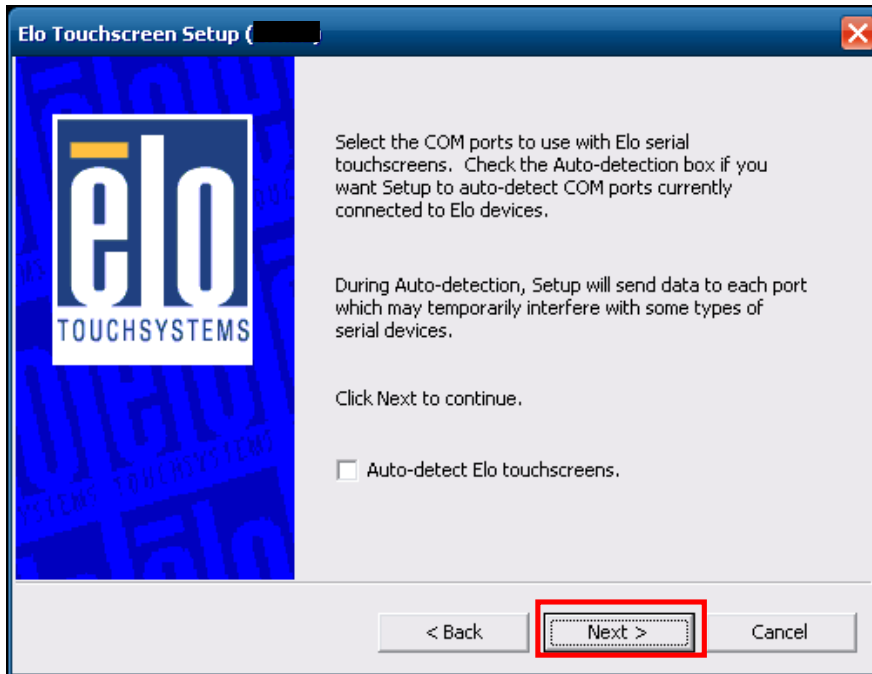 Elo Touchscreen Setup (
elo
TOUCHSYSTEMS
Select the COM ports to use with Elo serial
touchscreens. Check the Auto-detection box if you
want Setup to auto-detect COM ports currently
connected to Elo devices.
During Auto-detection, Setup will send data to each port
which may temporarily interfere with some types of
serial devices.
Click Next to continue.
Auto-detect Elo touchscreens.
< Back
Next >
Cancel